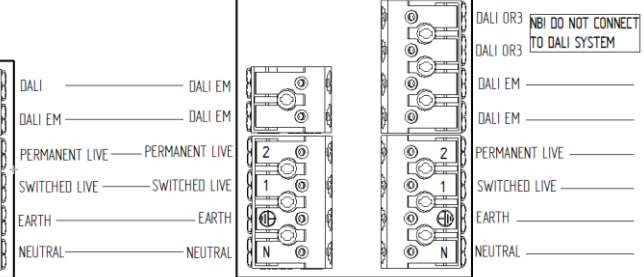 DALI OR3
NBI DO NOT CONNECT
TO DALI SYSTEM
DALI OR3
DALI DALI EM DALI EM
DALI EM DALI EM DALI EM
PERMANENT LIVE PERMANENT LIVE 2 2 PERMANENT LIVE
SWITCHED LIVE SWITCHED LIVE 1 1 SWITCHED LIVE
EARTH EARTH EARTH
NEUTRAL NEUTRAL N N NEUTRAL